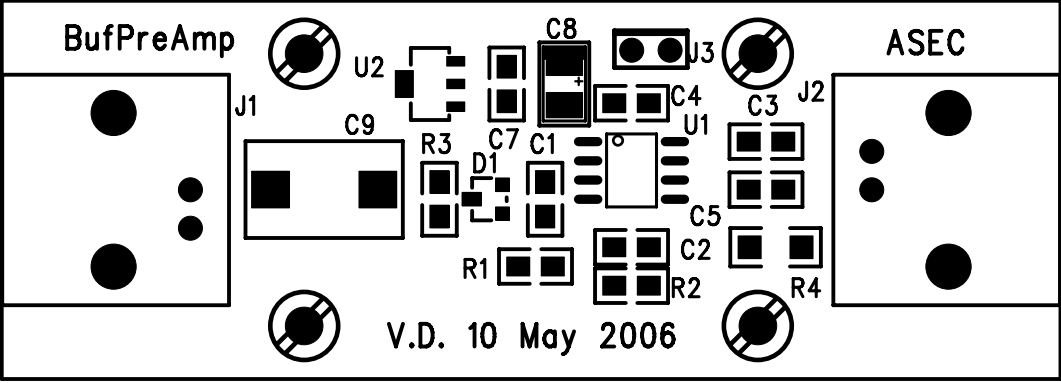 BufPreAmp
C8
J3
ASEC
U2
J1
C4
J2
C3
C9
U1
R3
C7
C1
D1
C5
C2
R1
R2
R4
V.D. 10 May 2006
+